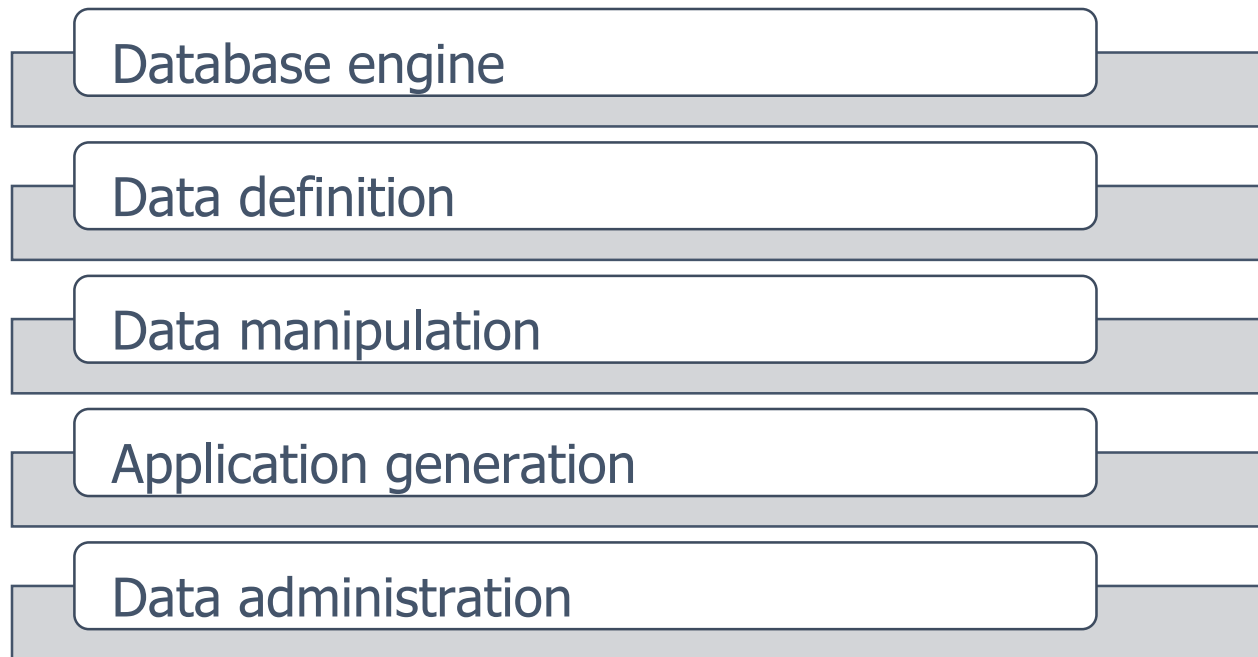 Database engine
Data definition
Data manipulation
Application generation
Data administration